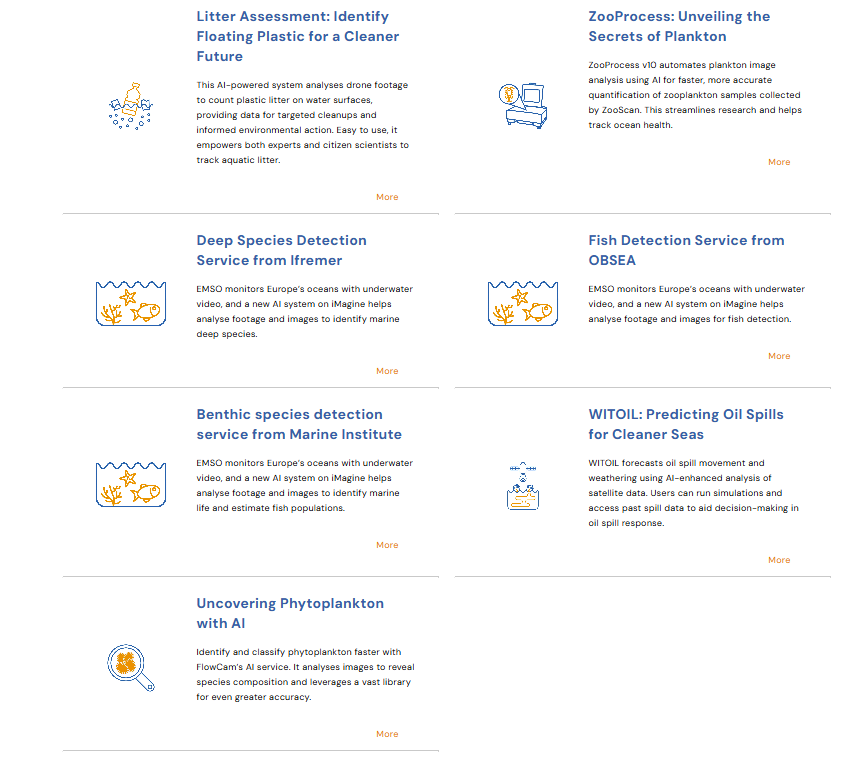 Litter Assessment: Identify
Floating Plastic for a Cleaner
Future
This AI-powered system analyses drone footage
to count plastic litter on water surfaces,
providing data for targeted cleanups and
informed environmental action. Easy to use, it
empowers both experts and citizen scientists to
track aquatic litter.
More
ZooProcess: Unveiling the
Secrets of Plankton
ZooProcess v10 automates plankton image
analysis using AI for faster, more accurate
quantification of zooplankton samples collected
by ZooScan. This streamlines research and helps
track ocean health.
More
Deep Species Detection
Service from Ifremer
EMSO monitors Europe's oceans with underwater
video, and a new AI system on iMagine helps
analyse footage and images to identify marine
deep species.
More
Fish Detection Service from
OBSEA
EMSO monitors Europe's oceans with underwater
video, and a new AI system on iMagine helps
analyse footage and images for fish detection.
More
Benthic species detection
service from Marine Institute
EMSO monitors Europe's oceans with underwater
video, and a new AI system on iMagine helps
analyse footage and images to identify marine
life and estimate fish populations.
More
WITOIL: Predicting Oil Spills
for Cleaner Seas
WITOIL forecasts oil spill movement and
weathering using AI-enhanced analysis of
satellite data. Users can run simulations and
access past spill data to aid decision-making in
oil spill response.
More
Uncovering Phytoplankton
with AI
Identify and classify phytoplankton faster with
FlowCam's AI service. It analyses images to reveal
species composition and leverages a vast library
for even greater accuracy.
More